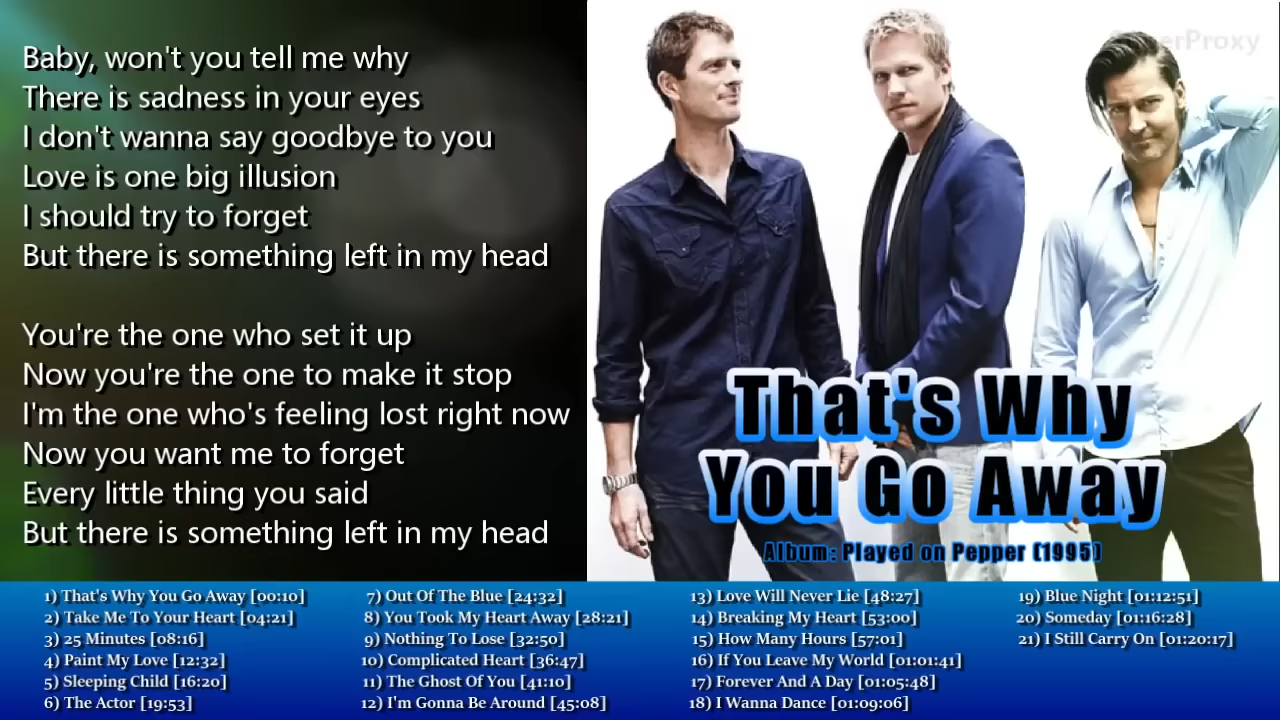 Baby, won't you tell me why
There is sadness in your eyes
I don't wanna say goodbye to you
Love is one big illusion
I should try to forget
But there is something left in my head
You're the one who set it up
Now you're the one to make it stop
I'm the one who's feeling lost right now
Now you want me to forget
Every little thing you said
But there is something left in my head
That's Why
You Go Away
Album: Played on Pepper (1995)
1) That's Why You Go Away [00:10]
2) Take Me To Your Heart [04:21]
3) 25 Minutes [08:16]
4) Paint My Love [12:32]
5) Sleeping Child [16:20]
6) The Actor [19:53]
7) Out Of The Blue [24:32]
8) You Took My Heart Away [28:21]
9) Nothing To Lose [32:50]
10) Complicated Heart [36:47]
11) The Ghost Of You [41:10]
12) I'm Gonna Be Around [45:08]
13) Love Will Never Lie [48:27]
14) Breaking My Heart [53:00]
15) How Many Hours [57:01]
16) If You Leave My World [01:01:41]
17) Forever And A Day [01:05:48]
18) I Wanna Dance [01:09:06]
19) Blue Night [01:12:51]
20) Someday [01:16:28]
21) I Still Carry On [01:20:17]